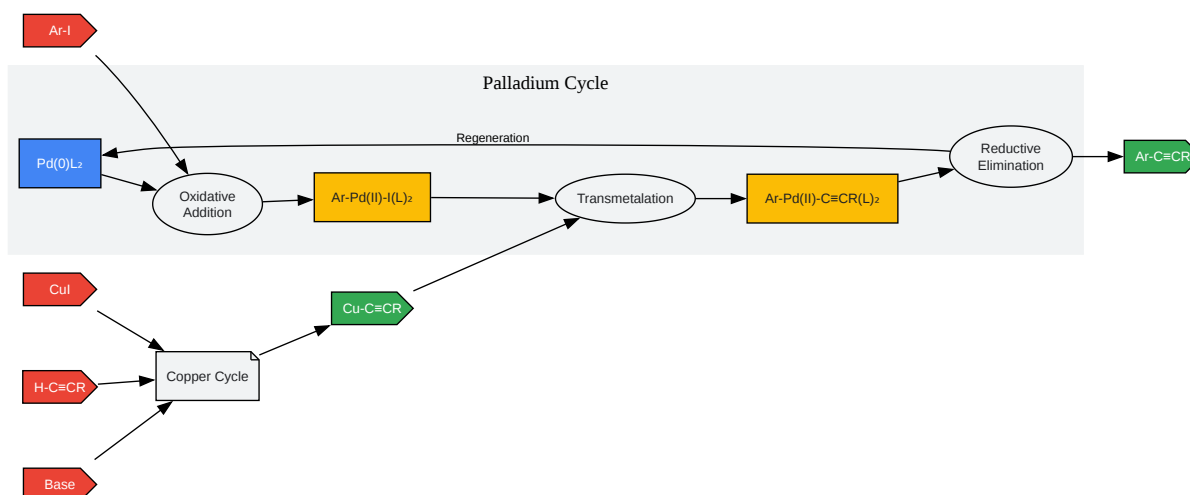 Ar-I
Palladium Cycle
Regeneration
Pd(0)L₂
Oxidative
Addition
Ar-Pd(II)-I(L)₂
Transmetalation
Ar-Pd(II)-C≡CR(L)₂
Reductive
Elimination
Ar-C≡CR
CuI
Cu-C≡CR
H-C≡CR
Copper Cycle
Base